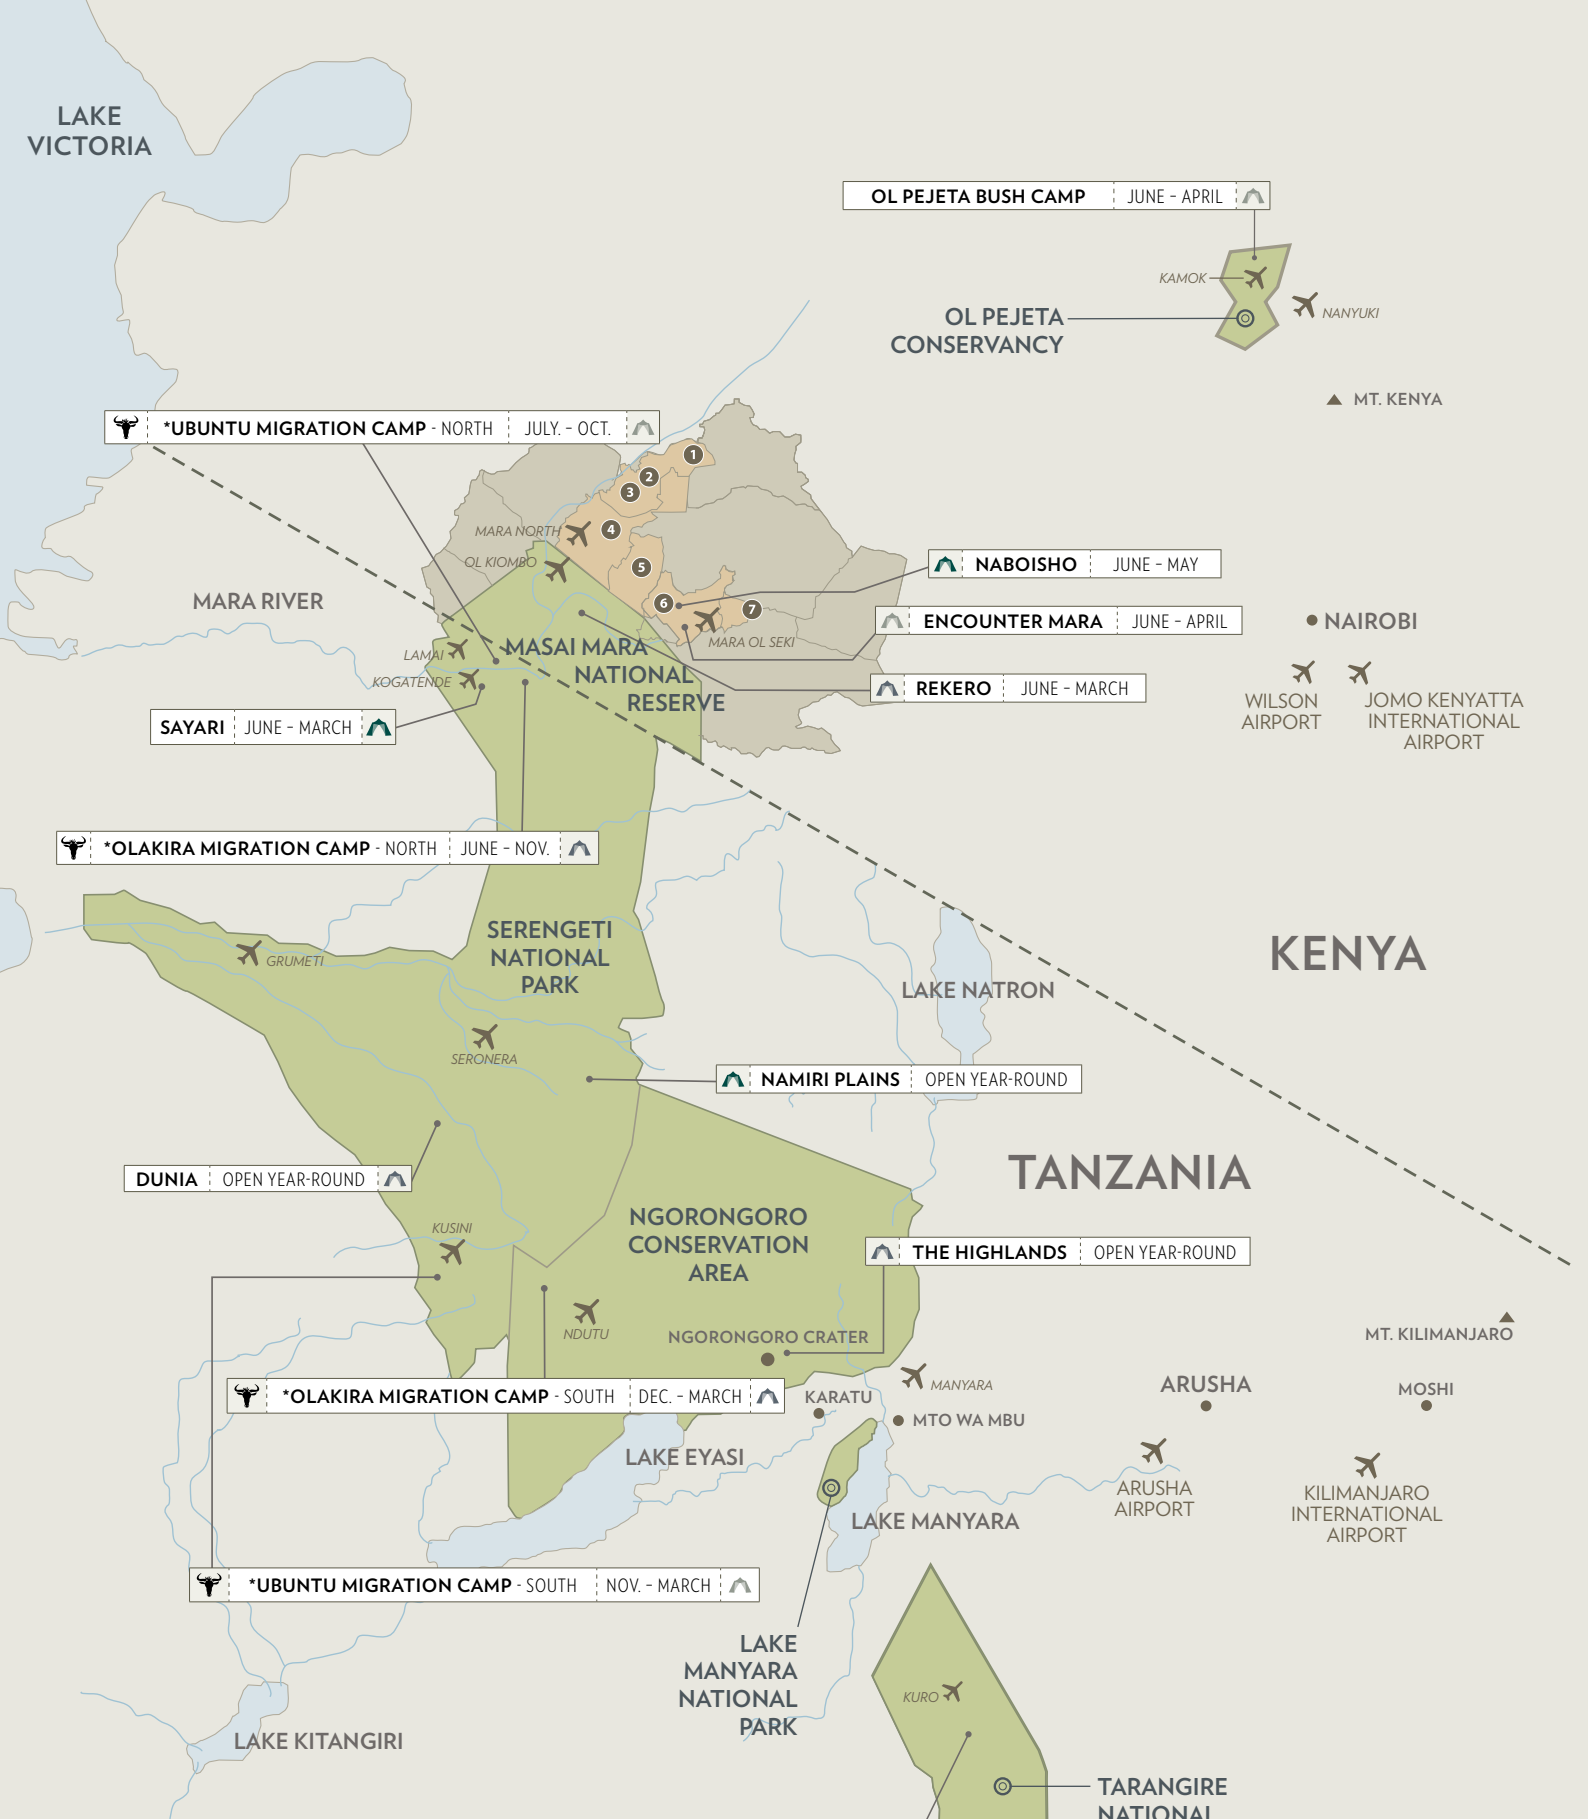 LAKE
VICTORIA
OL PEJETA BUSH CAMP JUNE – APRIL
KAMOK
NANYUKI
OL PEJETA
CONSERVANCY
MT. KENYA
*UBUNTU MIGRATION CAMP - NORTH JULY. – OCT.
1
2
3
4
MARA NORTH
OL KIOMBO
5
NABOISHO JUNE – MAY
6
7
MARA RIVER
ENCOUNTER MARA JUNE – APRIL
NAIROBI
MARA OL SEKI
LAMAI
MASAI MARA
NATIONAL
RESERVE
KOGATENDE
REKERO JUNE – MARCH
WILSON
AIRPORT
JOMO KENYATTA
INTERNATIONAL
AIRPORT
SAYARI JUNE – MARCH
*OLAKIRA MIGRATION CAMP - NORTH JUNE – NOV.
SERENGETI
NATIONAL
PARK
GRUMETI
KENYA
LAKE NATRON
SERONERA
NAMIRI PLAINS OPEN YEAR-ROUND
TANZANIA
DUNIA OPEN YEAR-ROUND
NGORONGORO
CONSERVATION
AREA
KUSINI
THE HIGHLANDS OPEN YEAR-ROUND
NDUTU
NGORONGORO CRATER
MT. KILIMANJARO
MANYARA
ARUSHA
MOSHI
*OLAKIRA MIGRATION CAMP - SOUTH DEC. – MARCH
KARATU
MTO WA MBU
LAKE EYASI
ARUSHA
AIRPORT
KILIMANJARO
INTERNATIONAL
AIRPORT
LAKE MANYARA
*UBUNTU MIGRATION CAMP - SOUTH NOV. – MARCH
LAKE
MANYARA
NATIONAL
PARK
KURO
LAKE KITANGIRI
TARANGIRE
NATIONAL